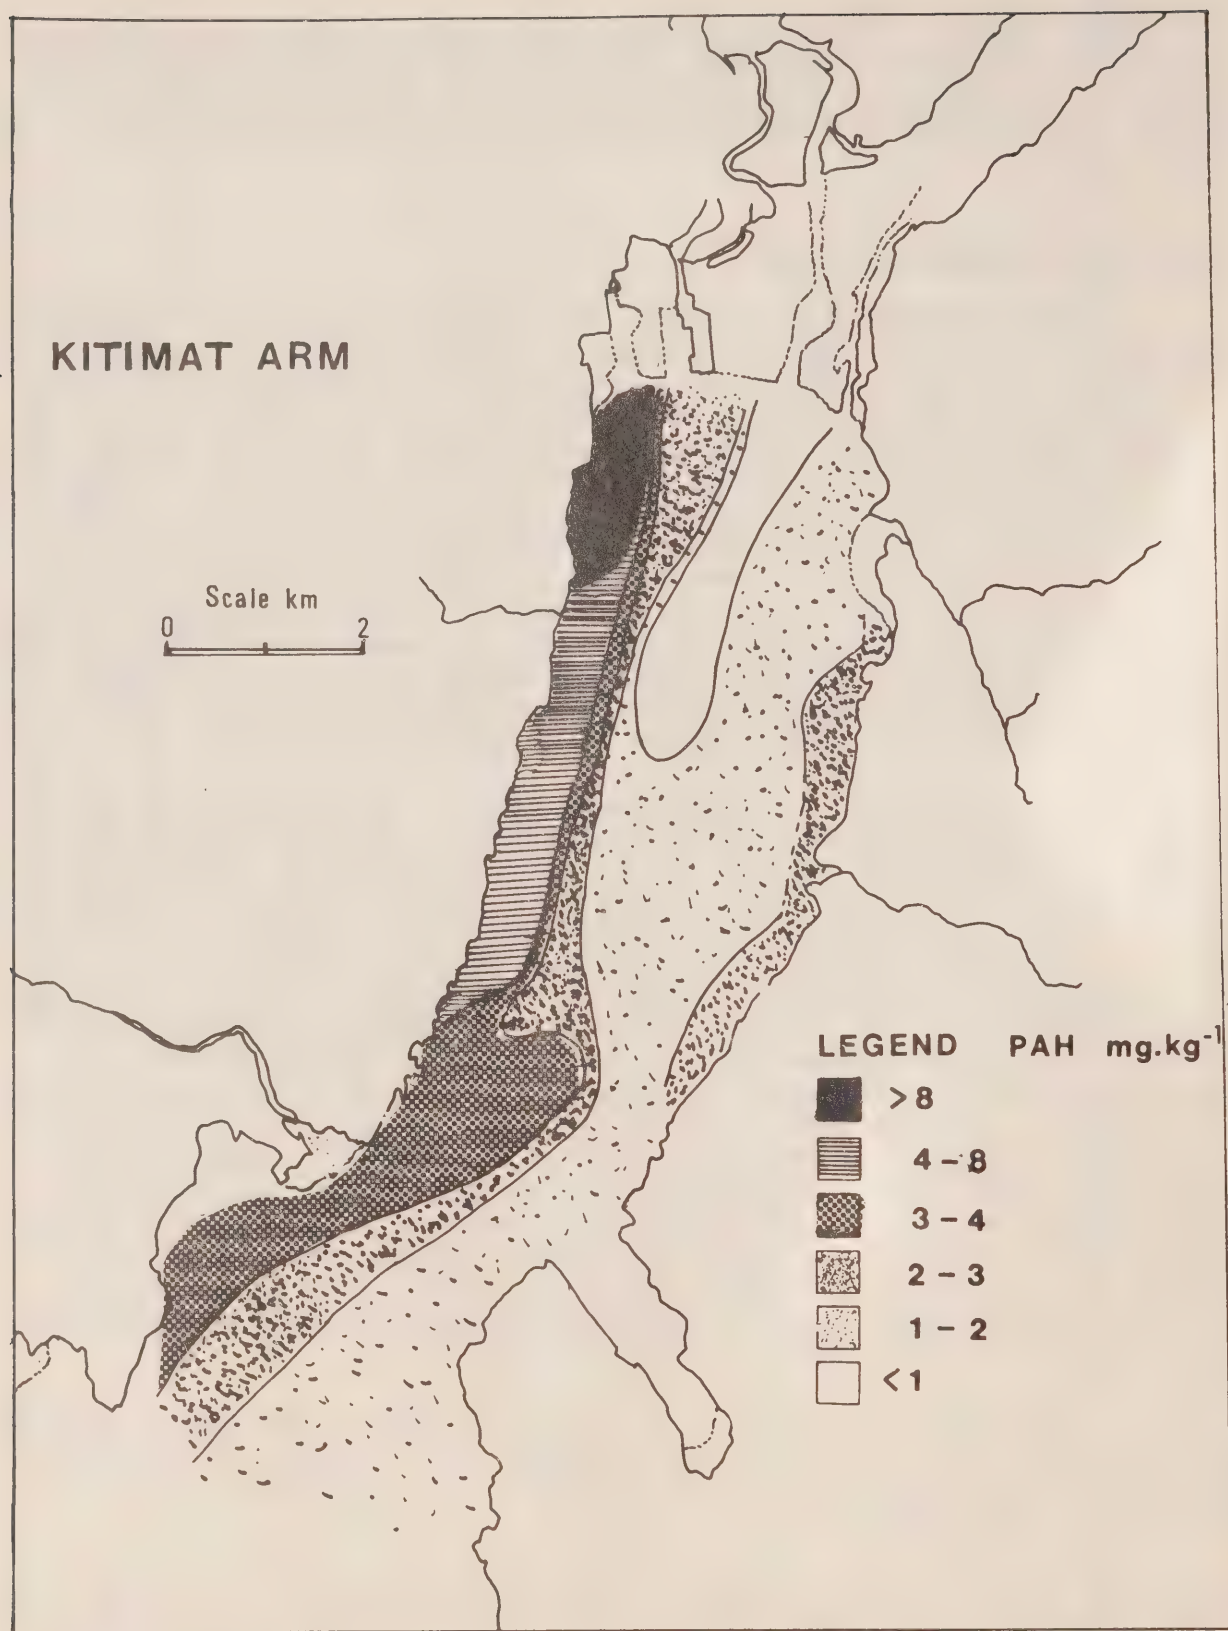 KITIMAT ARM
Scale km
0 2
LEGEND PAH mg.kg⁻¹
>8
4-8
3-4
2-3
1-2
<1